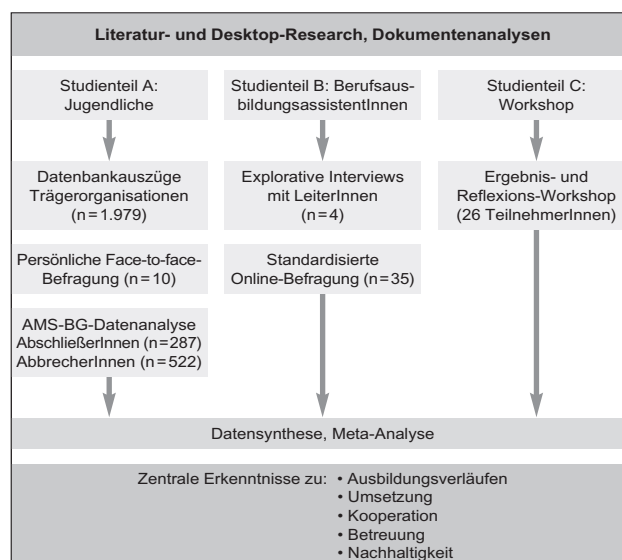 Literatur- und Desktop-Research, Dokumentenanalysen
Studienteil A:
Jugendliche
Datenbankauszüge
Trägerorganisationen
(n=1.979)
Persönliche Face-to-face-
Befragung (n=10)
AMS-BG-Datenanalyse
AbschließerInnen (n=287)
AbbrecherInnen (n=522)
Studienteil B: Berufsaus-
bildungsassistentInnen
Explorative Interviews
mit LeiterInnen
(n=4)
Standardisierte
Online-Befragung (n=35)
Studienteil C:
Workshop
Ergebnis- und
Reflexions-Workshop
(26 TeilnehmerInnen)
Datensynthese, Meta-Analyse
Zentrale Erkenntnisse zu: • Ausbildungsverläufen
• Umsetzung
• Kooperation
• Betreuung
• Nachhaltigkeit